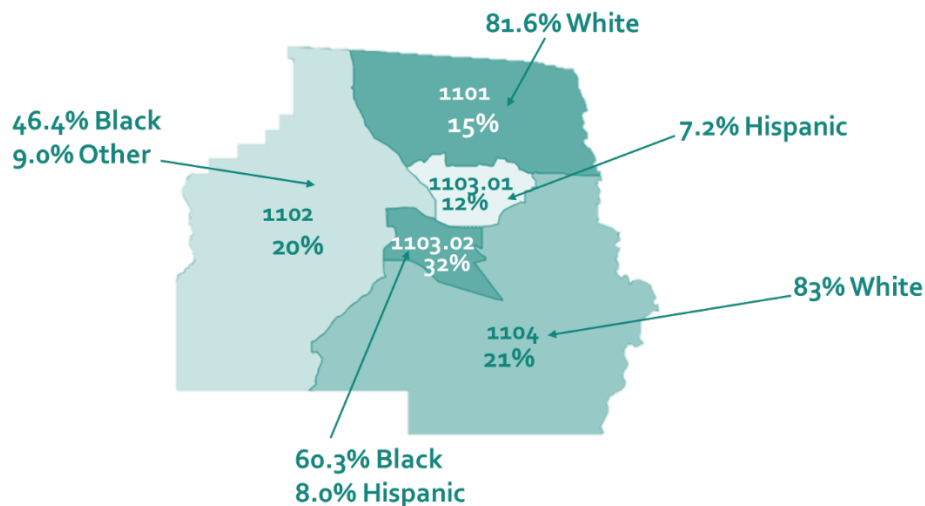 81.6% White
1101
15%
46.4% Black
9.0% Other
7.2% Hispanic
1103.01
12%
1102
20%
1103.02
32%
83% White
1104
21%
60.3% Black
8.0% Hispanic